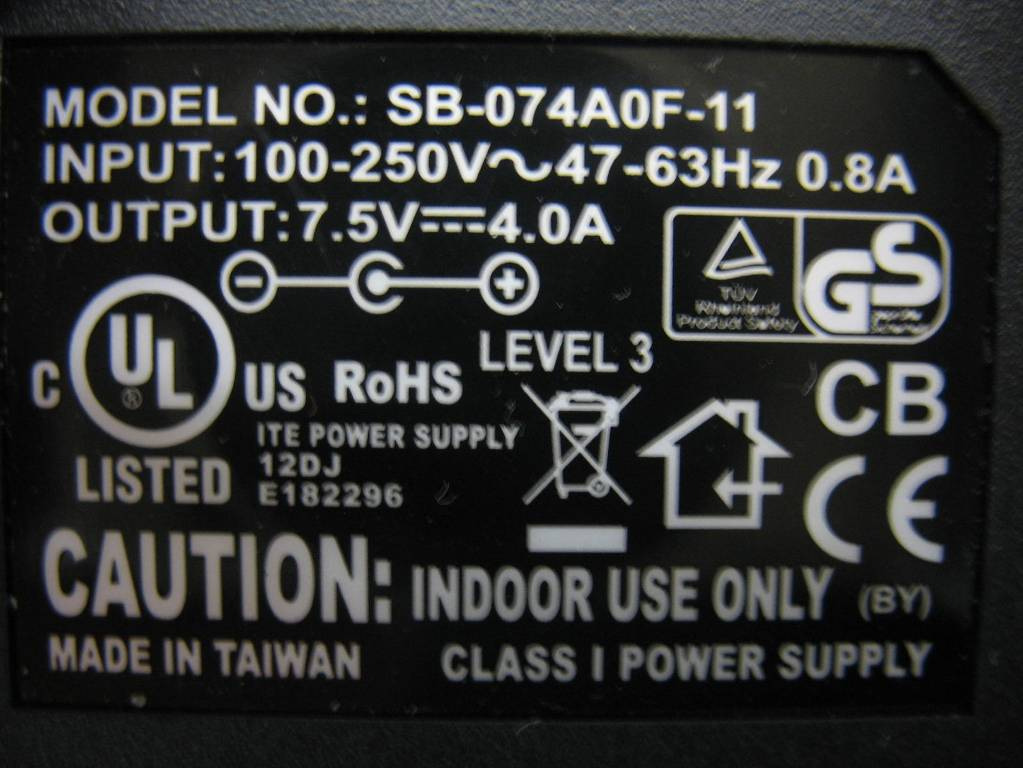 MODEL NO.: SB-074A0F-11
INPUT:100-250V~47-63Hz 0.8A
OUTPUT:7.5V⎓4.0A
TÜV
Rheinland
Product Safety
GS
C UL® US
LISTED
RoHS
LEVEL 3
ITE POWER SUPPLY
12DJ
E182296
CB
CE
CAUTION: INDOOR USE ONLY (BY)
MADE IN TAIWAN CLASS I POWER SUPPLY